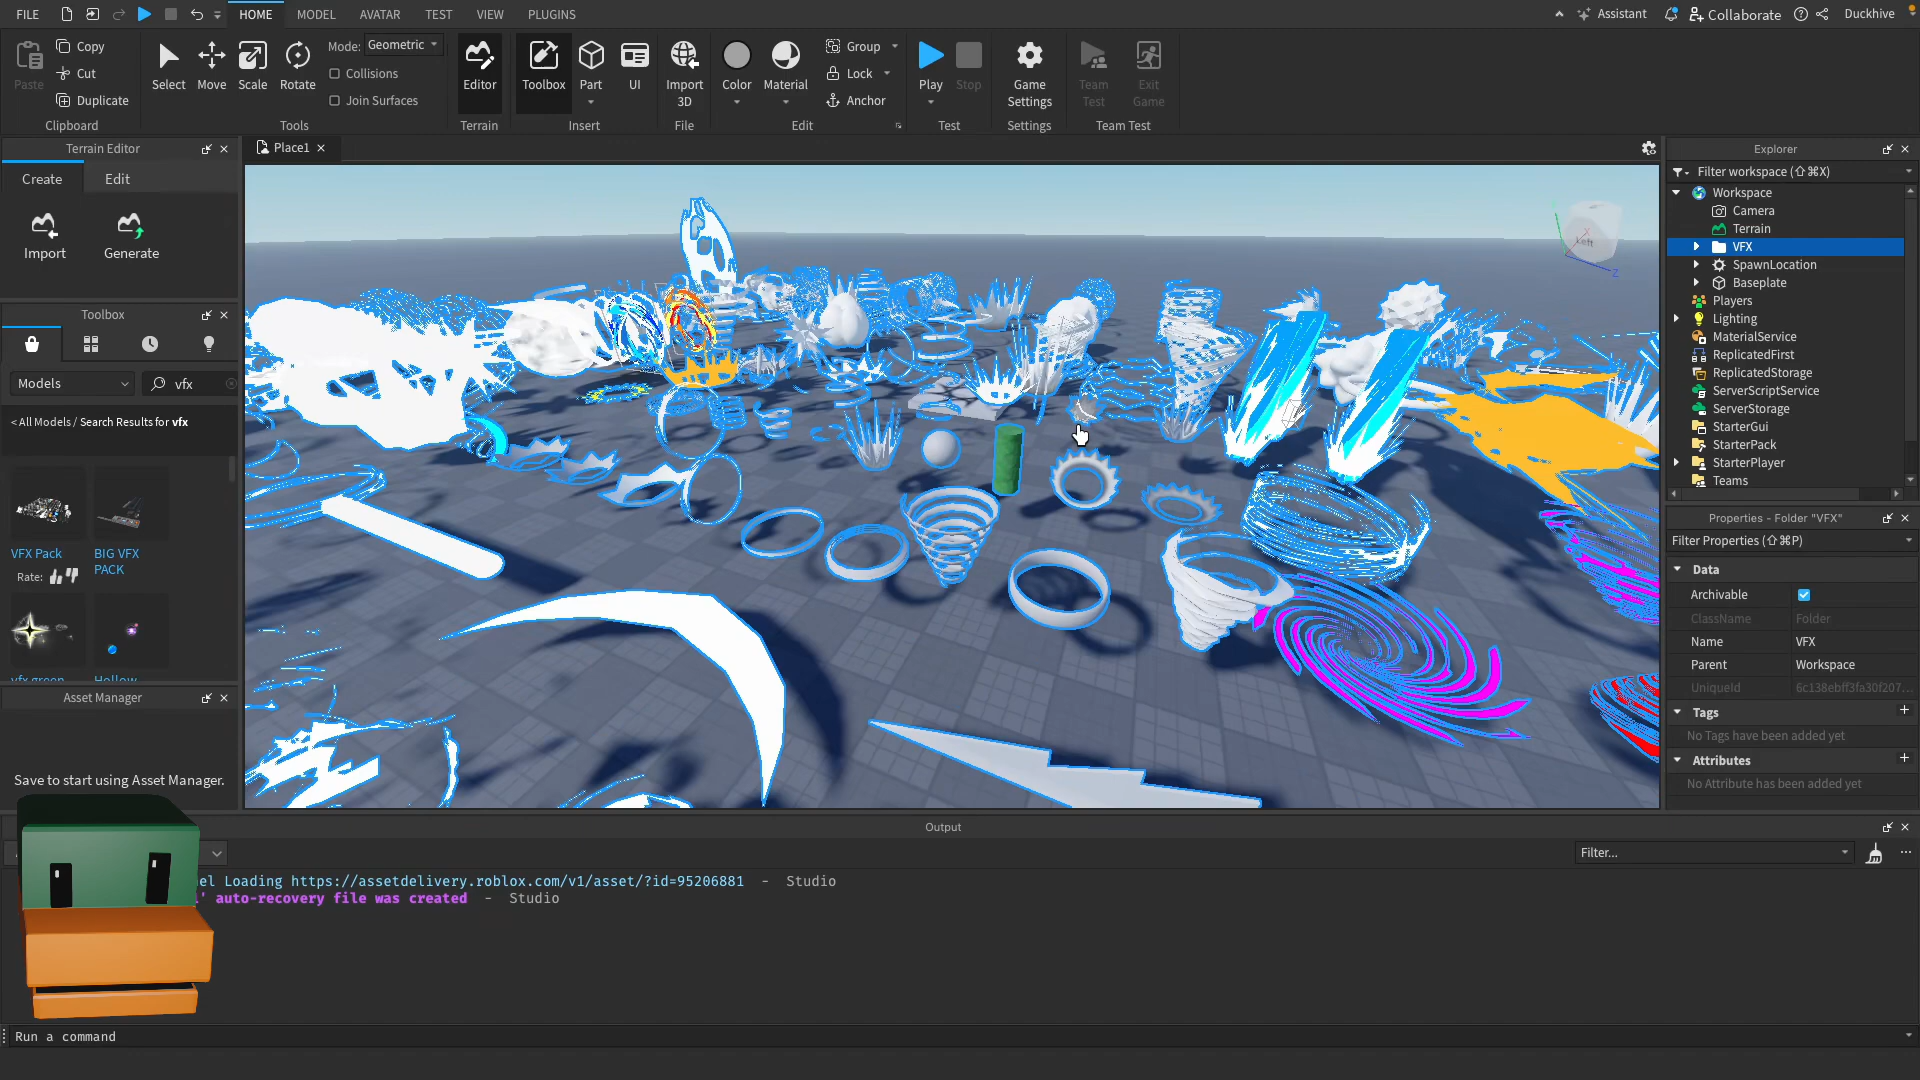 FILE HOME MODEL AVATAR TEST VIEW PLUGINS Assistant Collaborate Duckhive
Paste Copy Cut Duplicate
Clipboard
Select Move Scale Rotate
Mode: Geometric
Collisions
Join Surfaces
Tools
Editor
Terrain
Toolbox Part UI
Insert
Import 3D
File
Color Material Group Lock Anchor
Edit
Play Stop
Test
Game Settings
Settings
Team Test Exit Game
Team Test
Terrain Editor
Create Edit
Import Generate
Toolbox
Models vfx
< All Models / Search Results for vfx
VFX Pack
Rate:
BIG VFX PACK
vfx green
Hollow
Asset Manager
Save to start using Asset Manager.
Place1
Left
X
Z
Explorer
Filter workspace (⇧⌘X)
Workspace
Camera
Terrain
VFX
SpawnLocation
Baseplate
Players
Lighting
MaterialService
ReplicatedFirst
ReplicatedStorage
ServerScriptService
ServerStorage
StarterGui
StarterPack
StarterPlayer
Teams
Properties - Folder "VFX"
Filter Properties (⇧⌘P)
Data
Archivable
ClassName Folder
Name VFX
Parent Workspace
UniqueId 6c138ebff3fa30f207...
Tags
No Tags have been added yet
Attributes
No Attribute has been added yet
Output
Filter...
el Loading https://assetdelivery.roblox.com/v1/asset/?id=95206881 - Studio
' auto-recovery file was created - Studio
Run a command